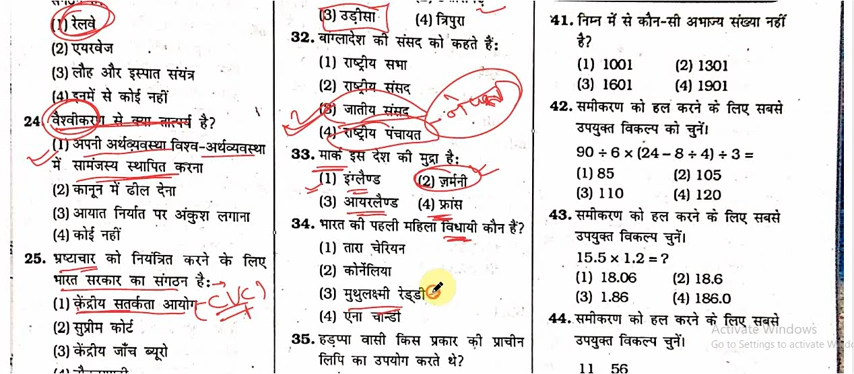 (1) रेलवे
(2) एयरवेज
(3) लौह और इस्पात संयंत्र
(4) इनमें से कोई नहीं
24. वैश्वीकरण से क्या तात्पर्य है?
(1) अपनी अर्थव्यवस्था विश्व-अर्थव्यवस्था
में सामंजस्य स्थापित करना
(2) कानून में ढील देना
(3) आयात निर्यात पर अंकुश लगाना
(4) कोई नहीं
25. भ्रष्टाचार को नियंत्रित करने के लिए
भारत सरकार का संगठन है:
(1) केंद्रीय सतर्कता आयोग (CVC)
(2) सुप्रीम कोर्ट
(3) केंद्रीय जाँच ब्यूरो
(3) उड़ीसा (4) त्रिपुरा
32. बांग्लादेश की संसद को कहते हैं:
(1) राष्ट्रीय सभा
(2) राष्ट्रीय संसद
(3) जातीय संसद
(4) राष्ट्रीय पंचायत
33. मार्क इस देश की मुद्रा है:
(1) इंग्लैण्ड (2) ज़र्मनी
(3) आयरलैण्ड (4) फ्रांस
34. भारत की पहली महिला विधायी कौन हैं?
(1) तारा चेरियन
(2) कोर्नेलिया
(3) मुथुलक्ष्मी रेड्डी
(4) ऐना चान्डी
35. हड़प्पा वासी किस प्रकार की प्राचीन
लिपि का उपयोग करते थे?
41. निम्न में से कौन-सी अभाज्य संख्या नहीं
है?
(1) 1001 (2) 1301
(3) 1601 (4) 1901
42. समीकरण को हल करने के लिए सबसे
उपयुक्त विकल्प को चुनें।
90 ÷ 6 × (24 – 8 ÷ 4) ÷ 3 =
(1) 85 (2) 105
(3) 110 (4) 120
43. समीकरण को हल करने के लिए सबसे
उपयुक्त विकल्प चुनें।
15.5 × 1.2 = ?
(1) 18.06 (2) 18.6
(3) 1.86 (4) 186.0
44. समीकरण को हल करने के लिए सबसे
उपयुक्त विकल्प चुनें।
11 56
Activate Windows
Go to Settings to activate Wind